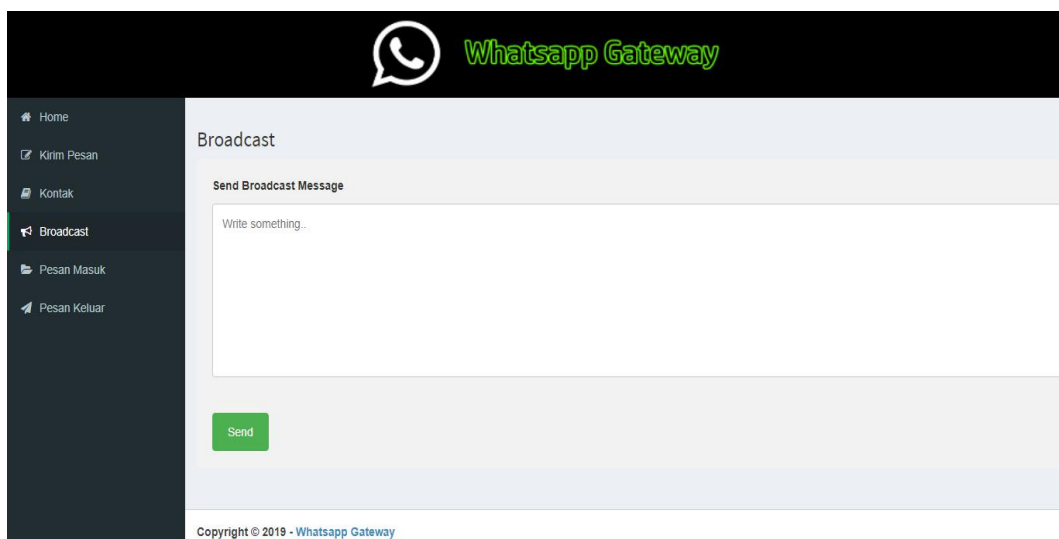 Whatsapp Gateway
Home
Kirim Pesan
Kontak
Broadcast
Pesan Masuk
Pesan Keluar
Broadcast
Send Broadcast Message
Write something..
Send
Copyright © 2019 - Whatsapp Gateway